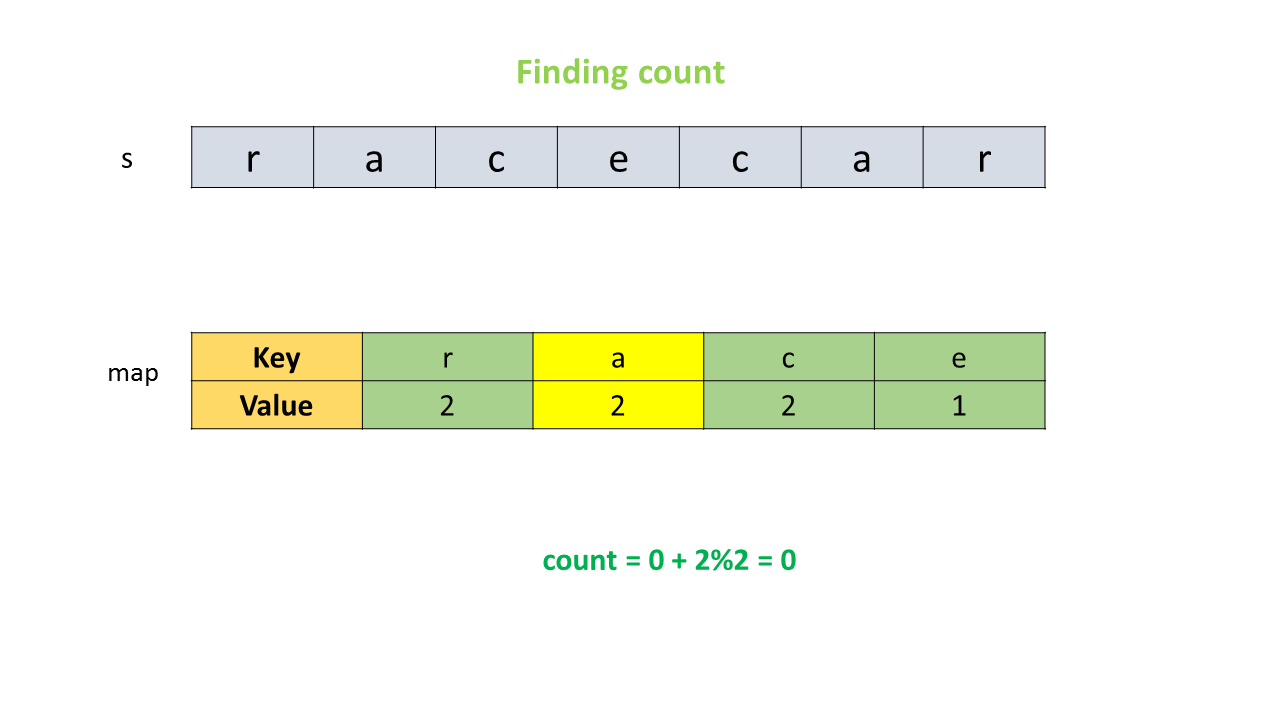 Finding count
s r a c e c a r
map
Key r a c e
Value 2 2 2 1
count = 0 + 2%2 = 0